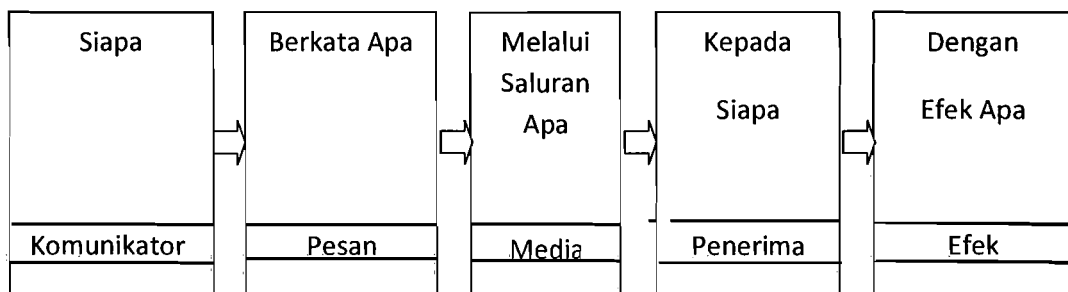 Siapa
Berkata Apa
Melalui
Saluran
Apa
Kepada
Siapa
Dengan
Efek Apa
Komunikator
Pesan
Media
Penerima
Efek